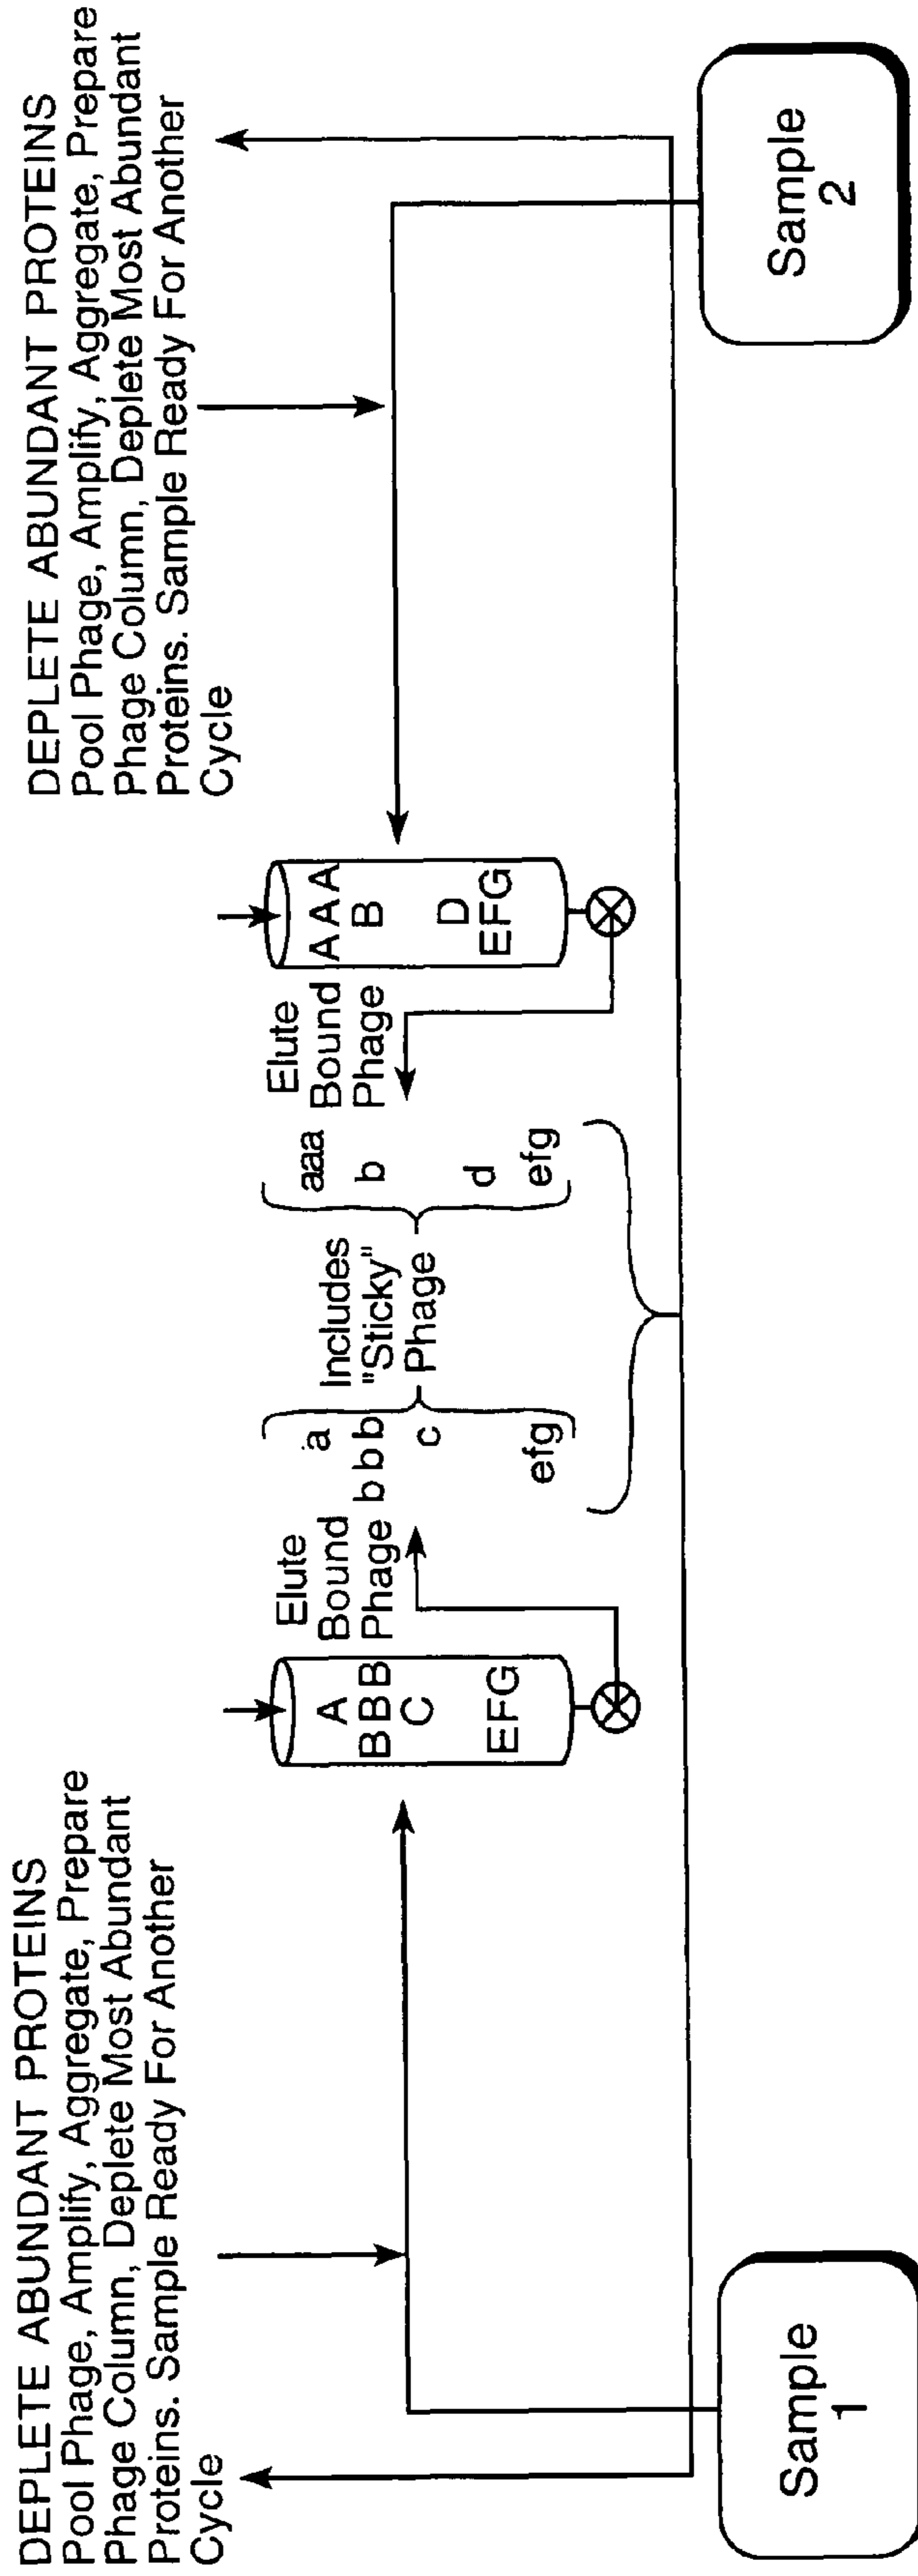 DEPLETE ABUNDANT PROTEINS
Pool Phage, Amplify, Aggregate, Prepare
Phage Column, Deplete Most Abundant
Proteins. Sample Ready For Another
Cycle
DEPLETE ABUNDANT PROTEINS
Pool Phage, Amplify, Aggregate, Prepare
Phage Column, Deplete Most Abundant
Proteins. Sample Ready For Another
Cycle
A
BBB
C
EFG
Elute
Bound
Phage
a
bbb
c
efg
Includes
"Sticky"
Phage
aaa
b
d
efg
Elute
Bound
Phage
AAA
B
D
EFG
Sample
1
Sample
2